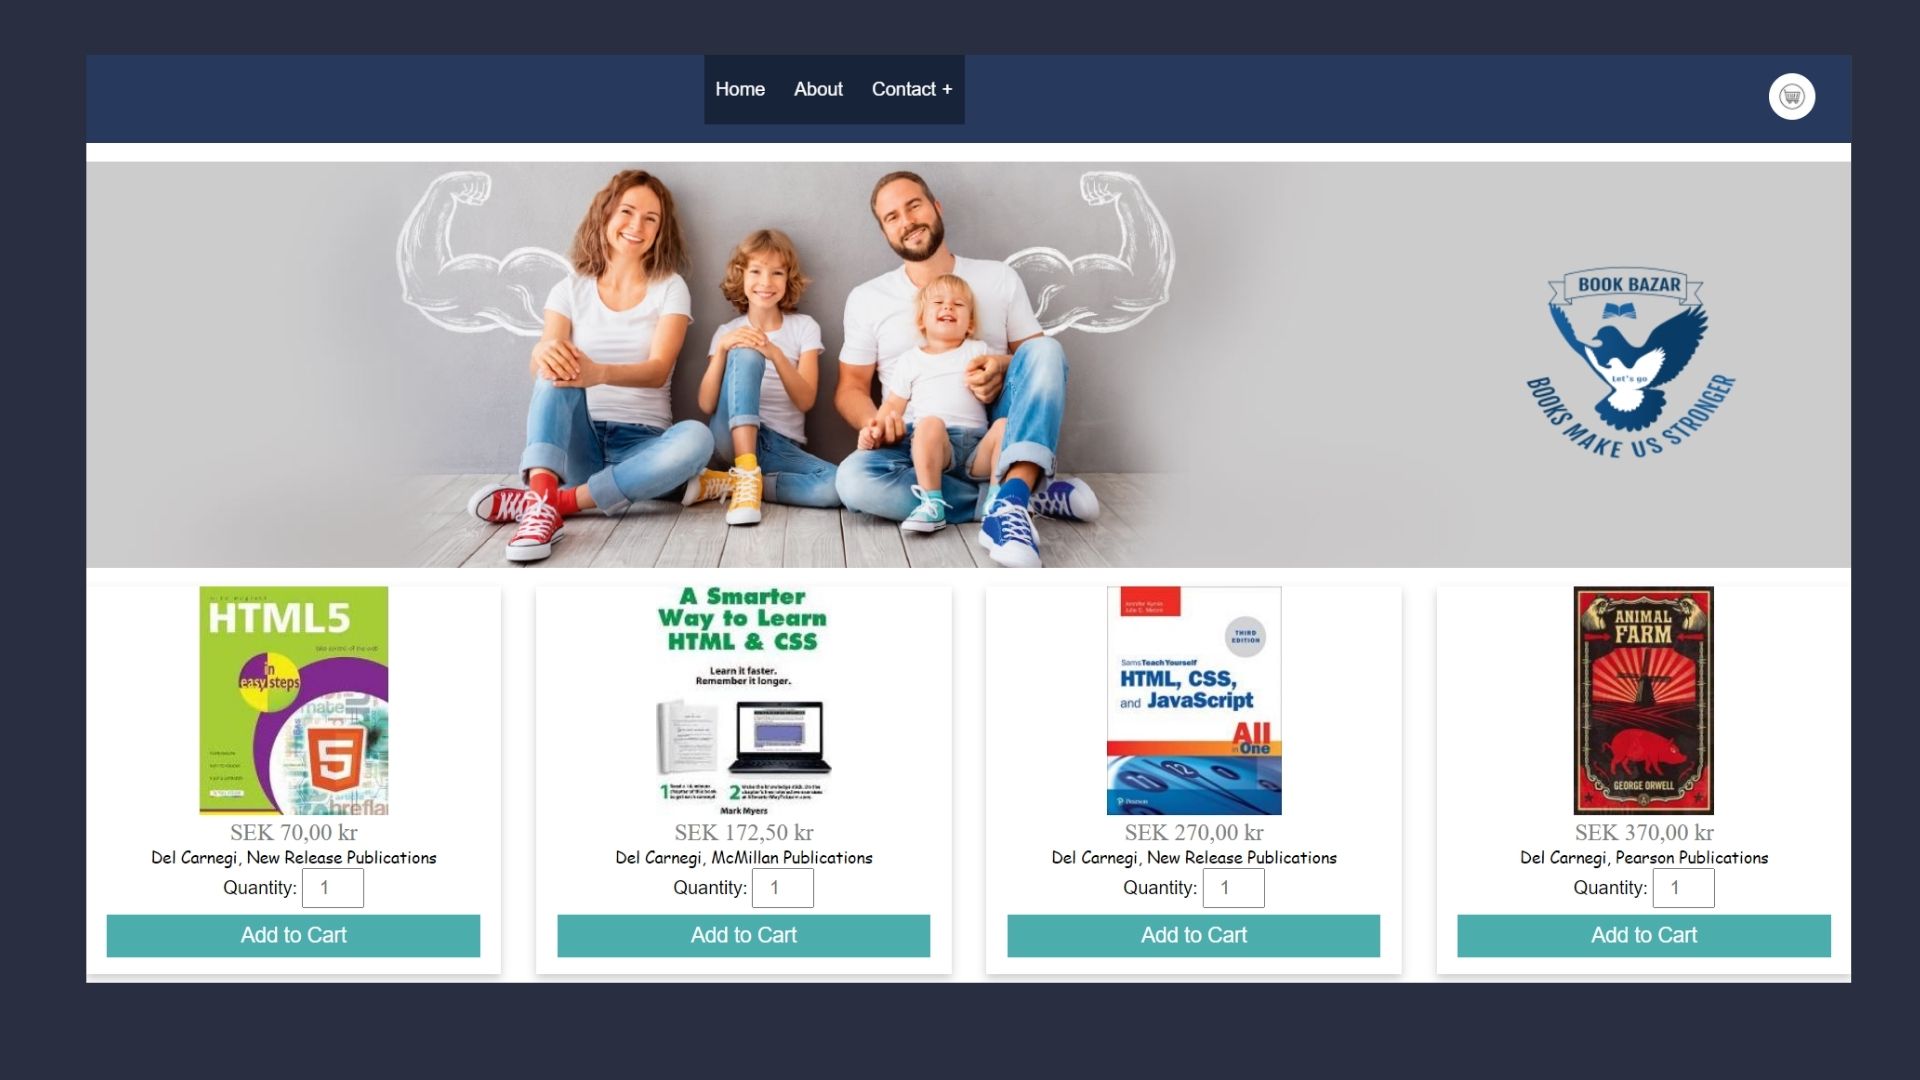 Home About Contact +
BOOK BAZAR
Let's go
BOOKS MAKE US STRONGER
HTML5
in
easy steps
5
A Smarter
Way to Learn
HTML & CSS
Learn it faster.
Remember it longer.
1
2
Mark Myers
THIRD
EDITION
Sams Teach Yourself
HTML, CSS,
and JavaScript
All
in One
Pearson
ANIMAL
FARM
GEORGE ORWELL
SEK 70,00 kr
Del Carnegi, New Release Publications
Quantity: 1
Add to Cart
SEK 172,50 kr
Del Carnegi, McMillan Publications
Quantity: 1
Add to Cart
SEK 270,00 kr
Del Carnegi, New Release Publications
Quantity: 1
Add to Cart
SEK 370,00 kr
Del Carnegi, Pearson Publications
Quantity: 1
Add to Cart